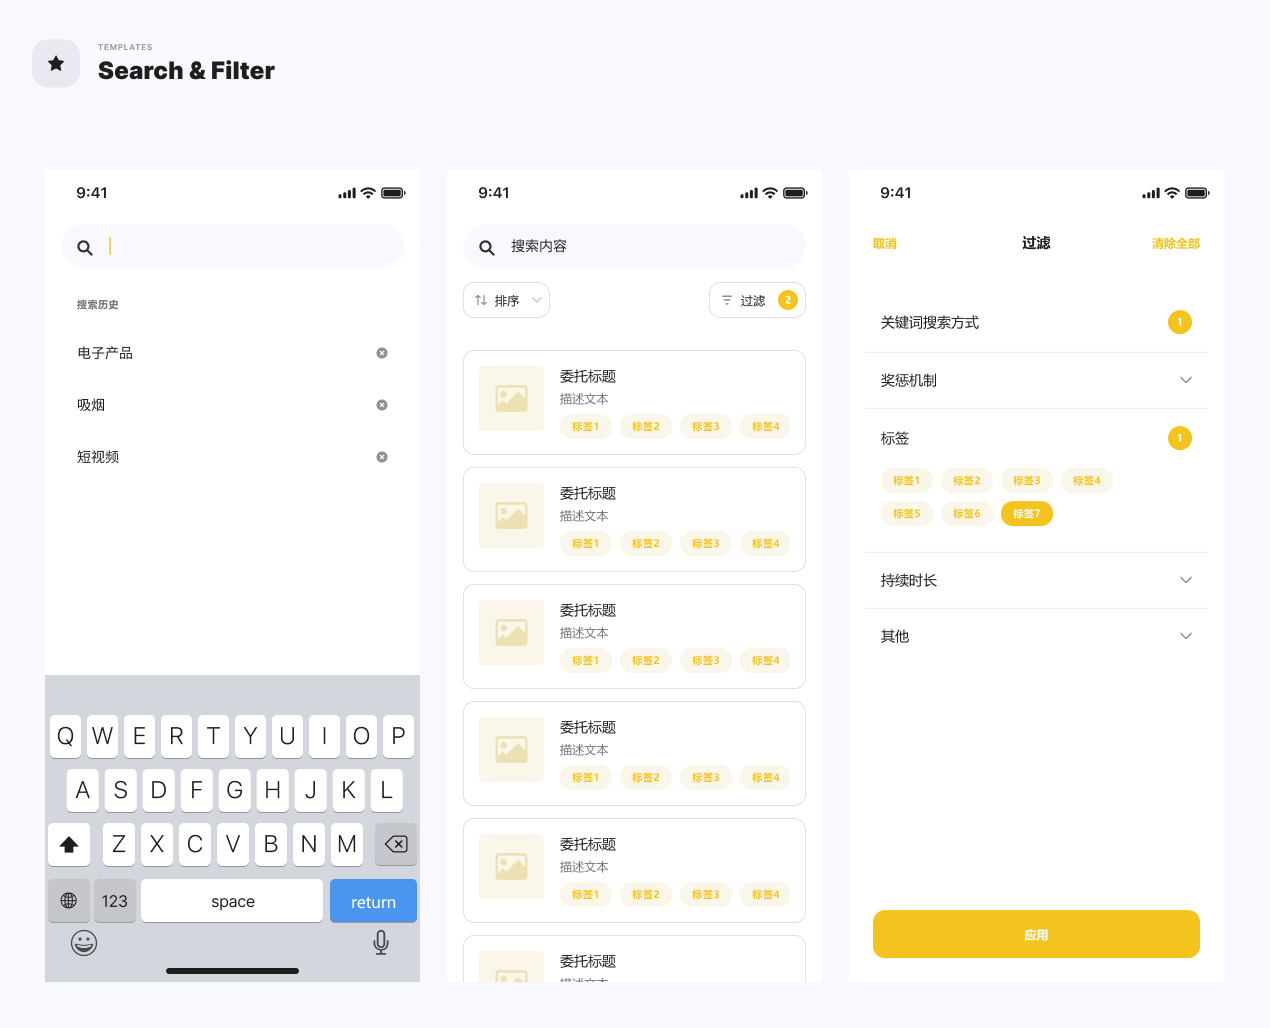 TEMPLATES
Search & Filter
9:41
搜索历史
电子产品
吸烟
短视频
Q W E R T Y U I O P
A S D F G H J K L
Z X C V B N M
123 space return
9:41
搜索内容
排序 过滤 2
委托标题
描述文本
标签1 标签2 标签3 标签4
委托标题
描述文本
标签1 标签2 标签3 标签4
委托标题
描述文本
标签1 标签2 标签3 标签4
委托标题
描述文本
标签1 标签2 标签3 标签4
委托标题
描述文本
标签1 标签2 标签3 标签4
委托标题
描述文本
9:41
取消 过滤 清除全部
关键词搜索方式 1
奖惩机制
标签 1
标签1 标签2 标签3 标签4
标签5 标签6 标签7
持续时长
其他
应用